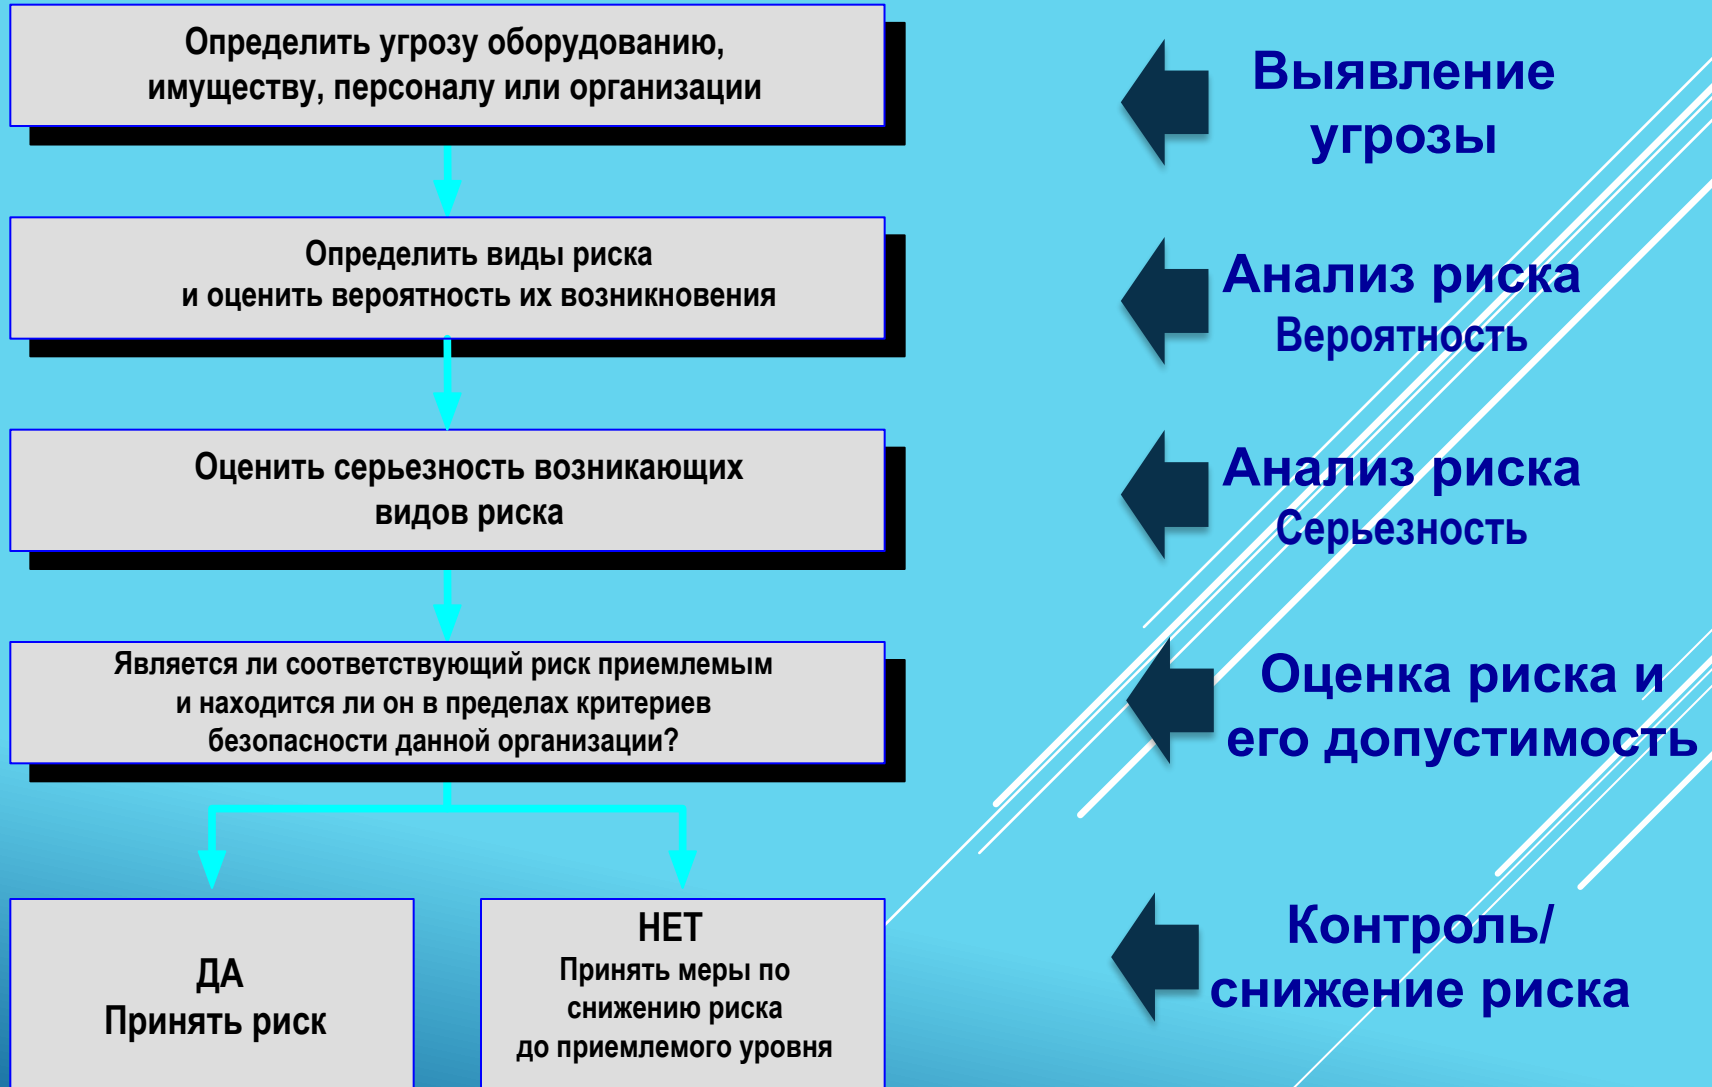 Определить угрозу оборудованию,
имуществу, персоналу или организации
Выявление
угрозы
Определить виды риска
и оценить вероятность их возникновения
Анализ риска
Вероятность
Оценить серьезность возникающих
видов риска
Анализ риска
Серьезность
Является ли соответствующий риск приемлемым
и находится ли он в пределах критериев
безопасности данной организации?
Оценка риска и
его допустимость
ДА
Принять риск
НЕТ
Принять меры по
снижению риска
до приемлемого уровня
Контроль/
снижение риска